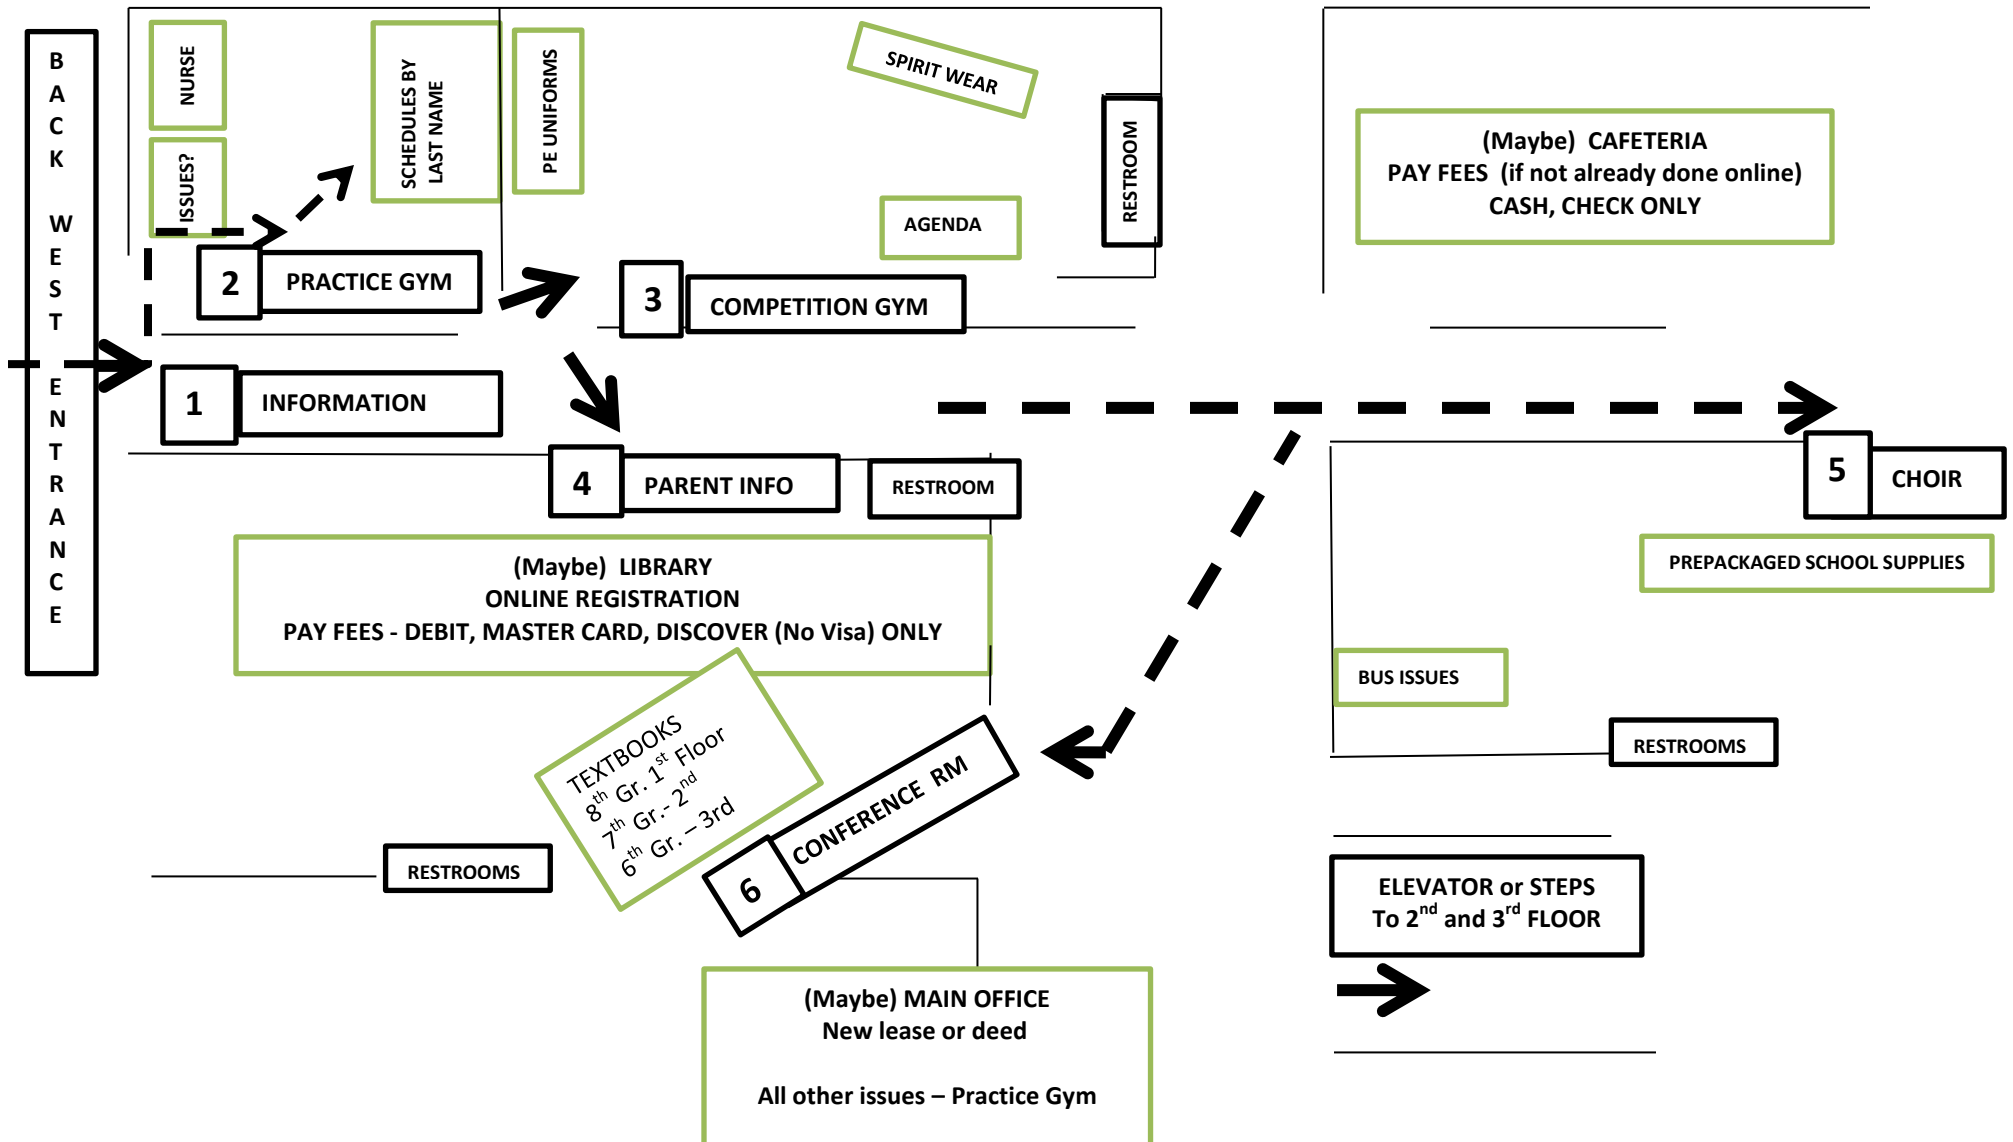 BACK WEST ENTRANCE
NURSE
ISSUES?
SCHEDULES BY
LAST NAME
PE UNIFORMS
SPIRIT WEAR
AGENDA
RESTROOM
(Maybe) CAFETERIA
PAY FEES (if not already done online)
CASH, CHECK ONLY
2 PRACTICE GYM
3 COMPETITION GYM
1 INFORMATION
4 PARENT INFO
RESTROOM
5 CHOIR
(Maybe) LIBRARY
ONLINE REGISTRATION
PAY FEES - DEBIT, MASTER CARD, DISCOVER (No Visa) ONLY
PREPACKAGED SCHOOL SUPPLIES
BUS ISSUES
RESTROOMS
TEXTBOOKS
8th Gr. 1st Floor
7th Gr.- 2nd
6th Gr. – 3rd
6 CONFERENCE RM
RESTROOMS
ELEVATOR or STEPS
To 2nd and 3rd FLOOR
(Maybe) MAIN OFFICE
New lease or deed
All other issues – Practice Gym